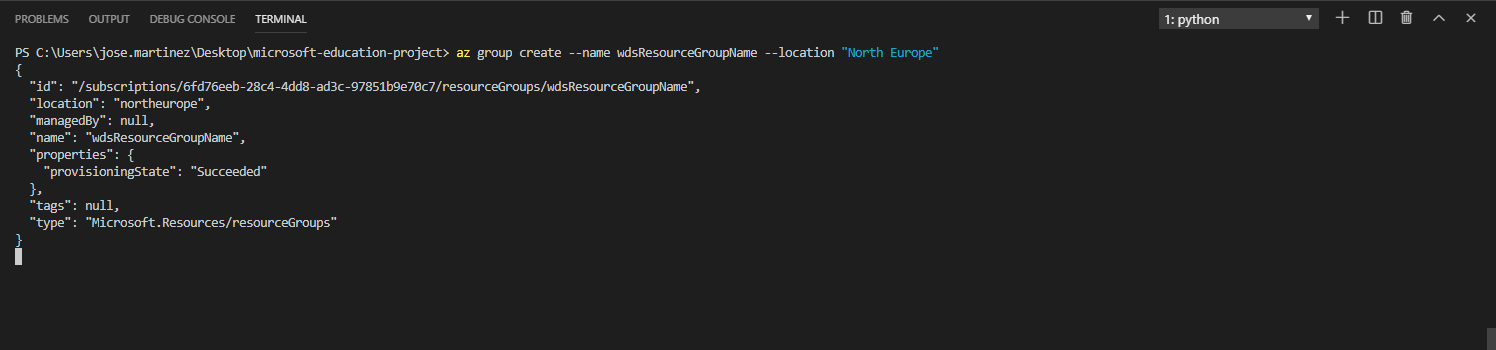 PROBLEMS OUTPUT DEBUG CONSOLE TERMINAL 1: python
PS C:\Users\jose.martinez\Desktop\microsoft-education-project> az group create --name wdsResourceGroupName --location "North Europe"
{
  "id": "/subscriptions/6fd76eeb-28c4-4dd8-ad3c-97851b9e70c7/resourceGroups/wdsResourceGroupName",
  "location": "northeurope",
  "managedBy": null,
  "name": "wdsResourceGroupName",
  "properties": {
    "provisioningState": "Succeeded"
  },
  "tags": null,
  "type": "Microsoft.Resources/resourceGroups"
}